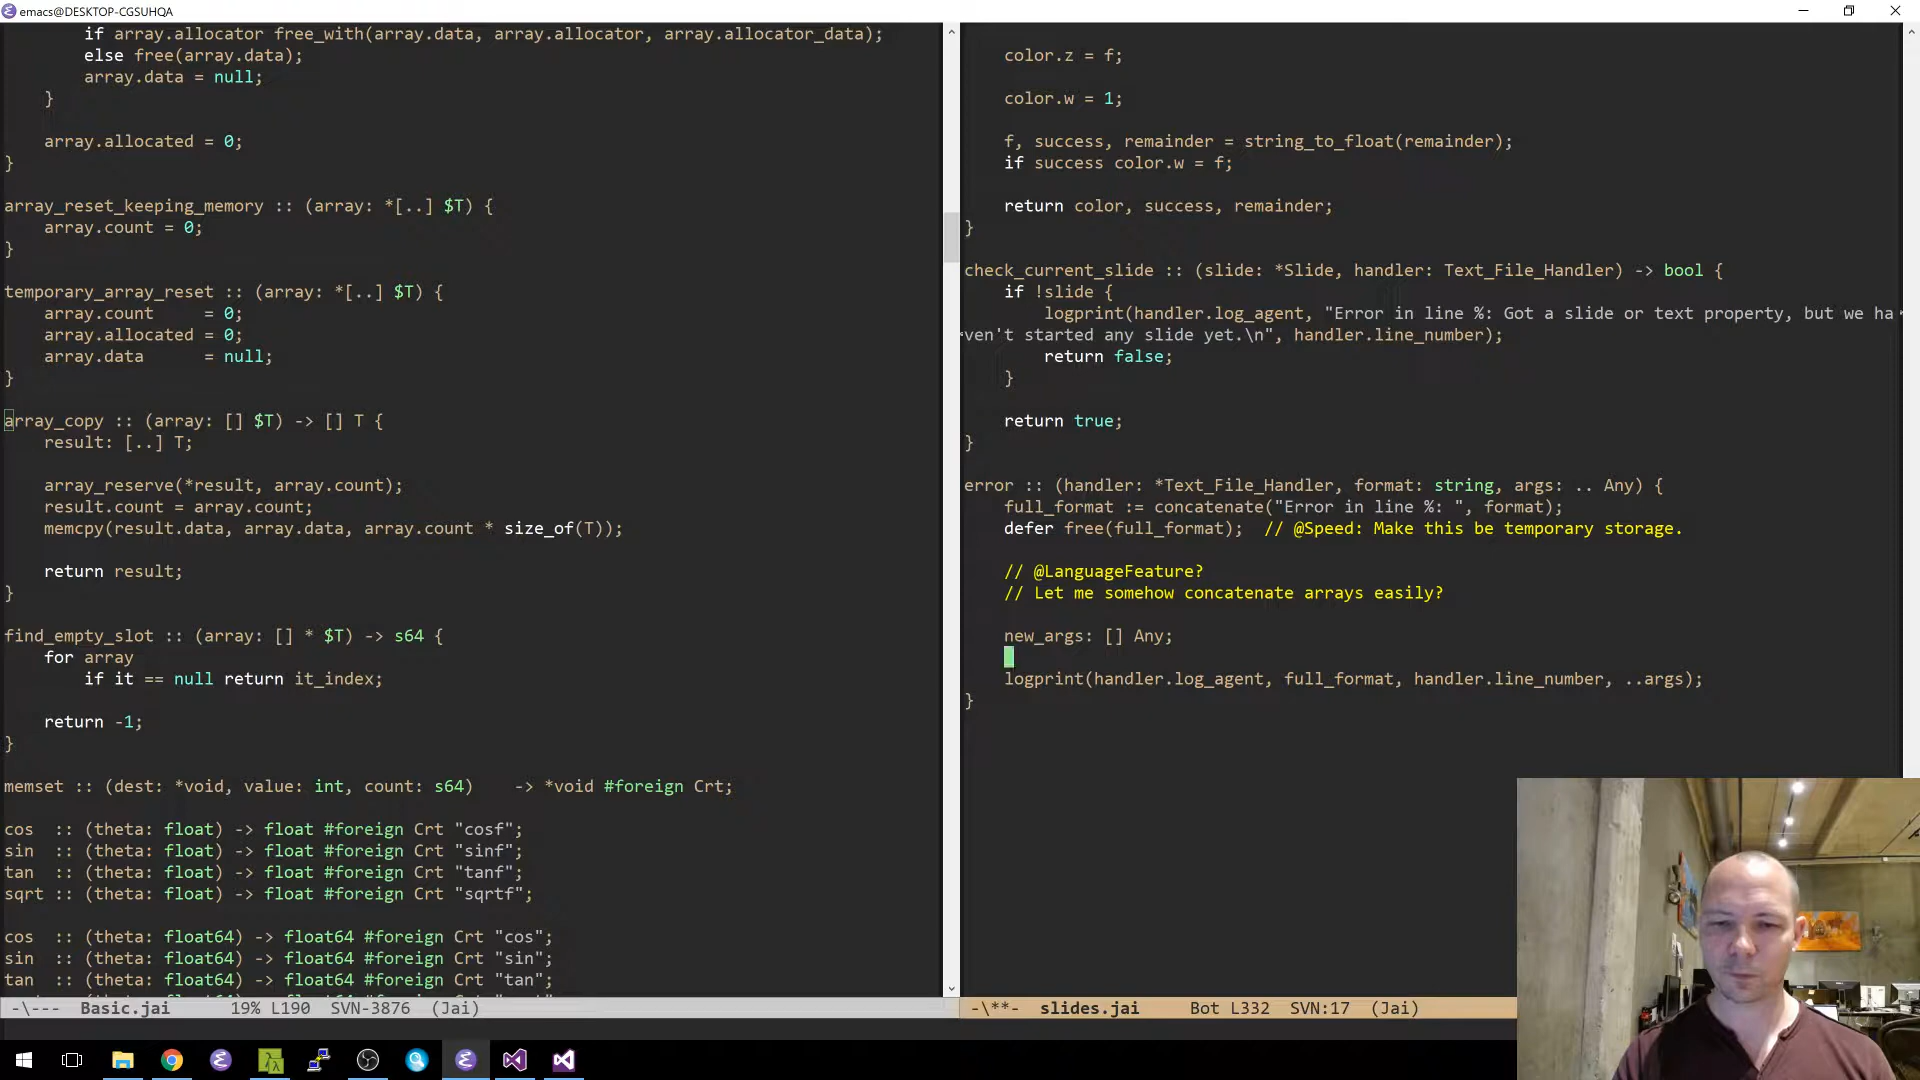 emacs@DESKTOP-CGSUHQA
if array.allocator free_with(array.data, array.allocator, array.allocator_data);
else free(array.data);
array.data = null;
}
array.allocated = 0;
}
array_reset_keeping_memory :: (array: *[..] $T) {
array.count = 0;
}
temporary_array_reset :: (array: *[..] $T) {
array.count     = 0;
array.allocated = 0;
array.data      = null;
}
array_copy :: (array: [] $T) -> [] T {
result: [..] T;
array_reserve(*result, array.count);
result.count = array.count;
memcpy(result.data, array.data, array.count * size_of(T));
return result;
}
find_empty_slot :: (array: [] * $T) -> s64 {
for array
if it == null return it_index;
return -1;
}
memset :: (dest: *void, value: int, count: s64)    -> *void #foreign Crt;
cos  :: (theta: float) -> float #foreign Crt "cosf";
sin  :: (theta: float) -> float #foreign Crt "sinf";
tan  :: (theta: float) -> float #foreign Crt "tanf";
sqrt :: (theta: float) -> float #foreign Crt "sqrtf";
cos  :: (theta: float64) -> float64 #foreign Crt "cos";
sin  :: (theta: float64) -> float64 #foreign Crt "sin";
tan  :: (theta: float64) -> float64 #foreign Crt "tan";
-\---  Basic.jai      19% L190  SVN-3876  (Jai)
color.z = f;
color.w = 1;
f, success, remainder = string_to_float(remainder);
if success color.w = f;
return color, success, remainder;
}
check_current_slide :: (slide: *Slide, handler: Text_File_Handler) -> bool {
if !slide {
logprint(handler.log_agent, "Error in line %: Got a slide or text property, but we ha
ven't started any slide yet.\n", handler.line_number);
return false;
}
return true;
}
error :: (handler: *Text_File_Handler, format: string, args: .. Any) {
full_format := concatenate("Error in line %: ", format);
defer free(full_format);  // @Speed: Make this be temporary storage.
// @LanguageFeature?
// Let me somehow concatenate arrays easily?
new_args: [] Any;
logprint(handler.log_agent, full_format, handler.line_number, ..args);
}
-\**-  slides.jai     Bot L332  SVN:17  (Jai)